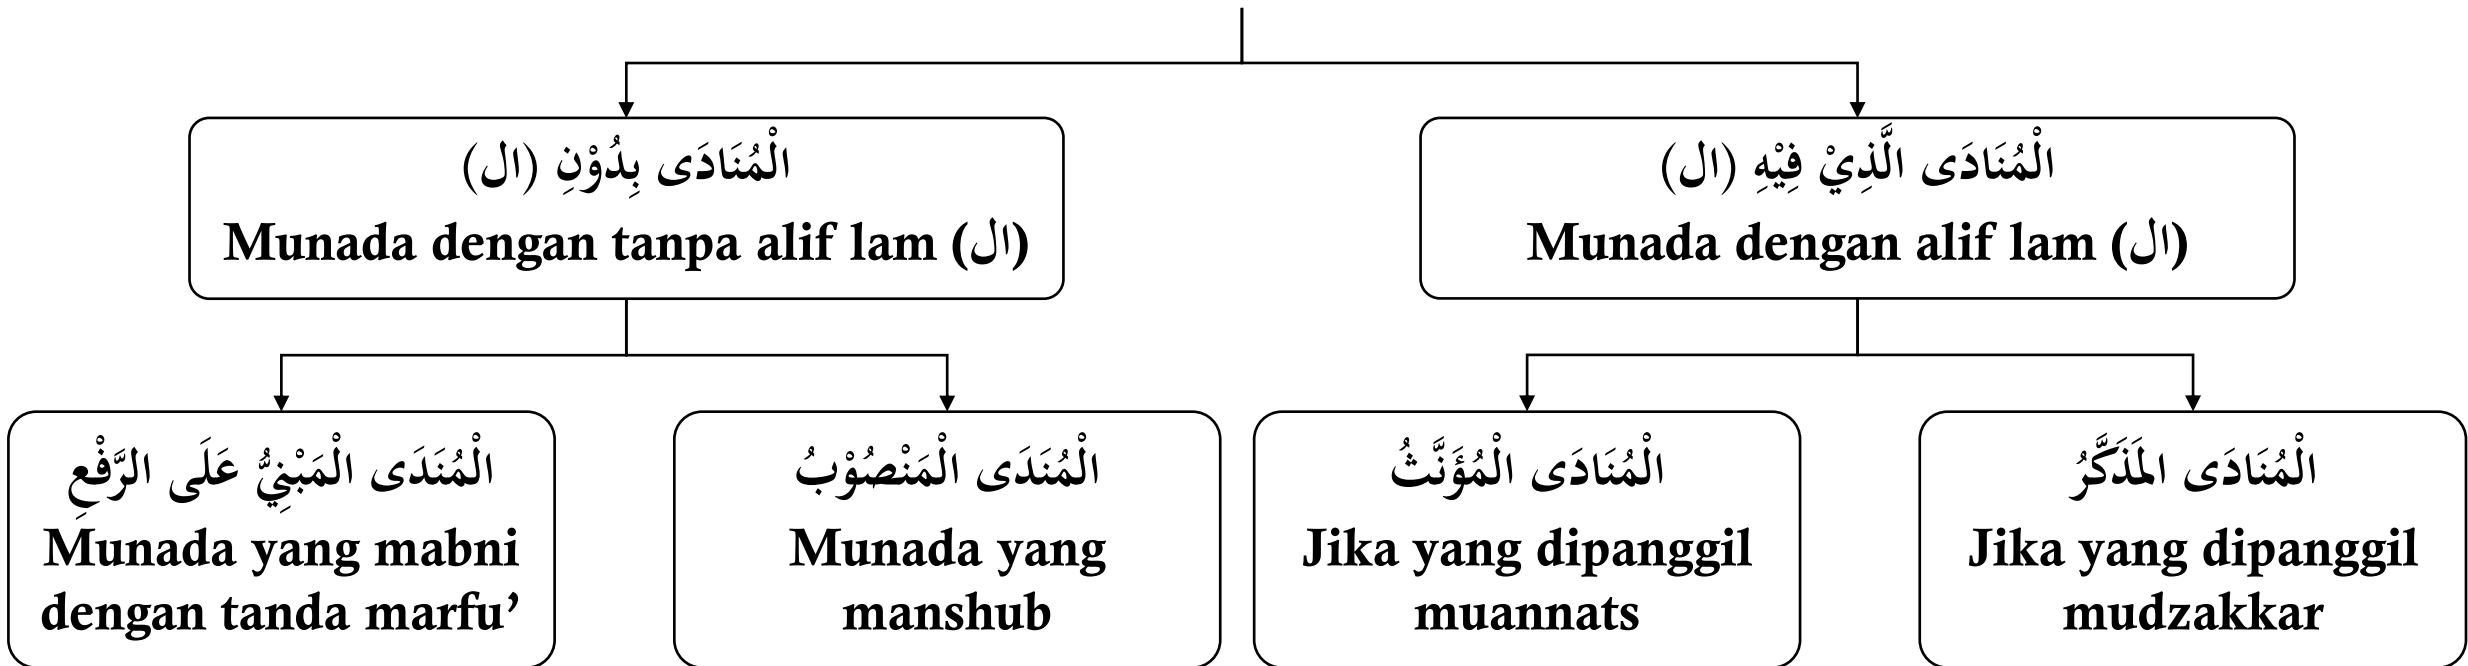 الْمُنَادَى الَّذِيْ فِيْهِ (ال)
Munada dengan alif lam (ال)
الْمُنَادَى بِدُوْنِ (ال)
Munada dengan tanpa alif lam (ال)
الْمُنَادَى المَذَكَّرُ
Jika yang dipanggil
mudzakkar
الْمُنَادَى الْمُؤَنَّثُ
Jika yang dipanggil
muannats
الْمُنَدَى الْمَنْصُوْبُ
Munada yang
manshub
الْمُنَدَى الْمَبْنِيُّ عَلَى الرَّفْعِ
Munada yang mabni
dengan tanda marfu’